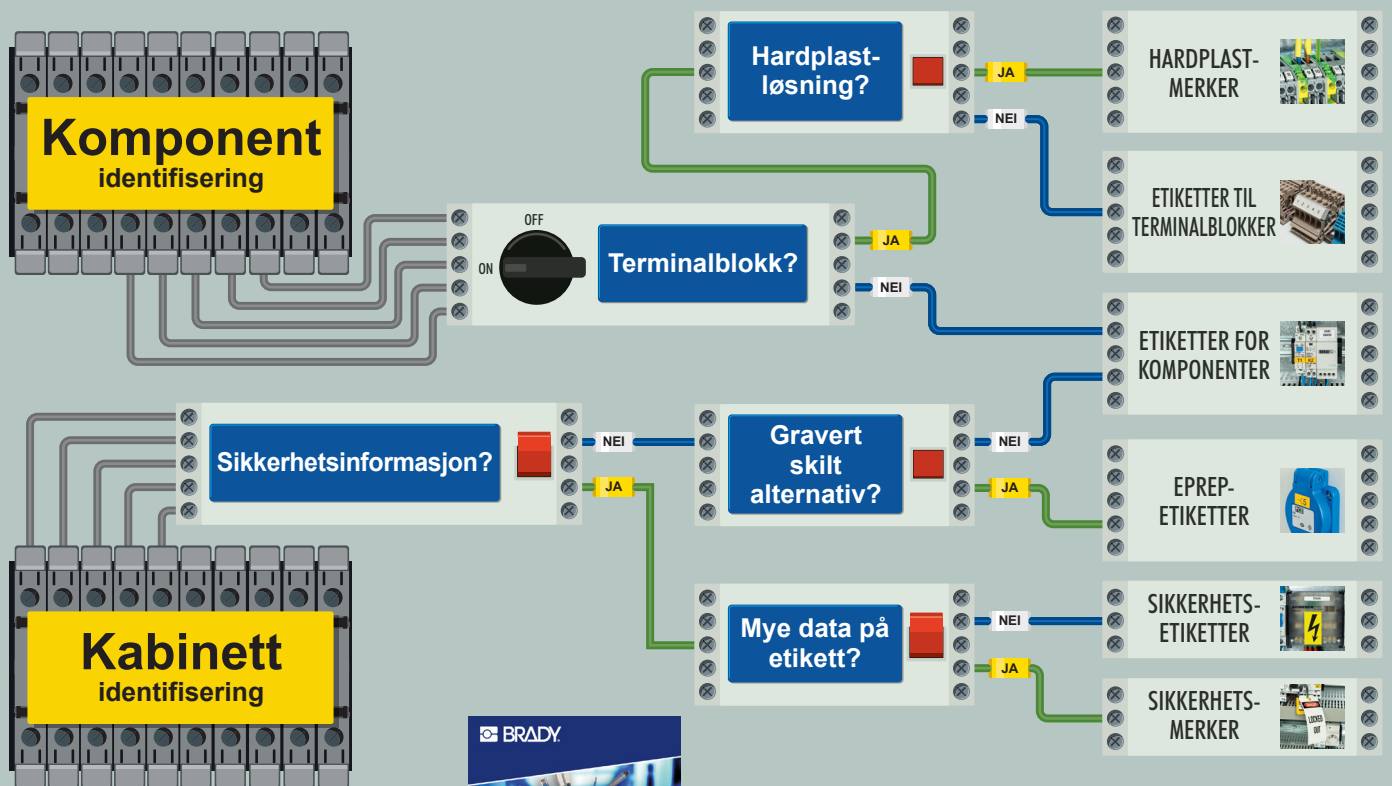 Komponent
identifisering
OFF
ON
Terminalblokk?
JA
NEI
Hardplast-
løsning?
JA
NEI
HARDPLAST-
MERKER
ETIKETTER TIL
TERMINALBLOKKER
ETIKETTER FOR
KOMPONENTER
Sikkerhetsinformasjon?
NEI
JA
Gravert
skilt
alternativ?
NEI
JA
EPREP-
ETIKETTER
Kabinett
identifisering
Mye data på
etikett?
NEI
JA
SIKKERHETS-
ETIKETTER
SIKKERHETS-
MERKER
LOCKED
OUT
BRADY